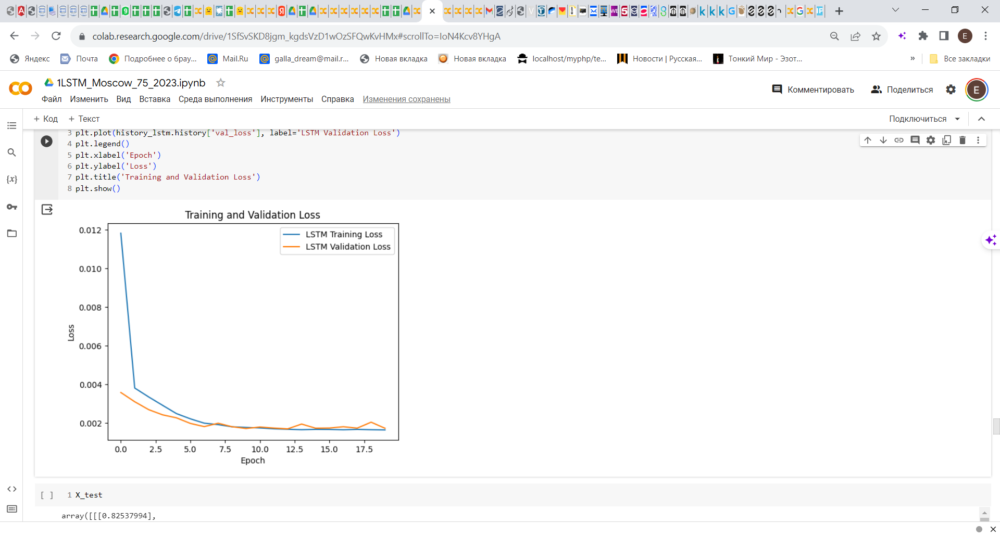 colab.research.google.com/drive/1SfSvSKD8jgm_kgdsVzD1wOzSFQwKvHMx#scrollTo=IoN4Kcv8YHgA
E
Яндекс
Почта
Подробнее о брау...
Mail.Ru
galla_dream@mail.r...
Новая вкладка
Новая вкладка
localhost/myphp/te...
Новости | Русская...
Тонкий Мир - Эзот...
»
Все закладки
1LSTM_Moscow_75_2023.ipynb
Файл Изменить Вид Вставка Среда выполнения Инструменты Справка Изменения сохранены
Комментировать
Поделиться
E
+ Код + Текст
Подключиться
3 plt.plot(history_lstm.history['val_loss'], label='LSTM Validation Loss')
4 plt.legend()
5 plt.xlabel('Epoch')
6 plt.ylabel('Loss')
7 plt.title('Training and Validation Loss')
8 plt.show()
Training and Validation Loss
LSTM Training Loss
LSTM Validation Loss
0.012
0.010
0.008
0.006
0.004
0.002
Loss
0.0 2.5 5.0 7.5 10.0 12.5 15.0 17.5
Epoch
[ ] 1 X_test
array([[[0.82537994],